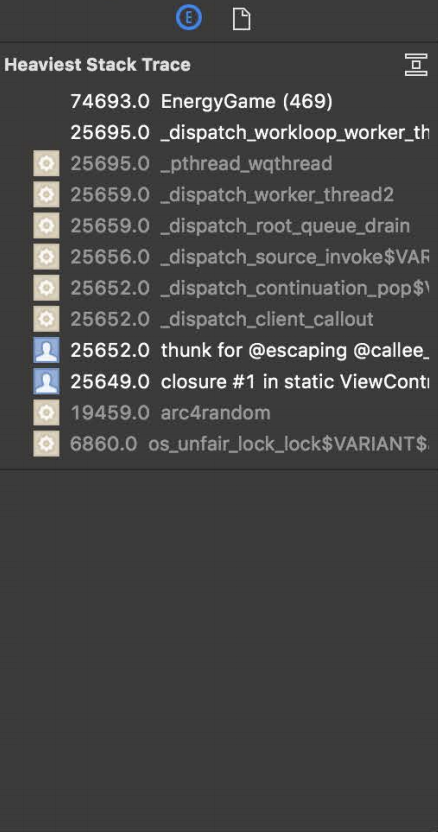 E
Heaviest Stack Trace
74693.0 EnergyGame (469)
25695.0 _dispatch_workloop_worker_th
25695.0 _pthread_wqthread
25659.0 _dispatch_worker_thread2
25659.0 _dispatch_root_queue_drain
25656.0 _dispatch_source_invoke$VAR
25652.0 _dispatch_continuation_pop$V
25652.0 _dispatch_client_callout
25652.0 thunk for @escaping @callee_
25649.0 closure #1 in static ViewContr
19459.0 arc4random
6860.0 os_unfair_lock_lock$VARIANT$